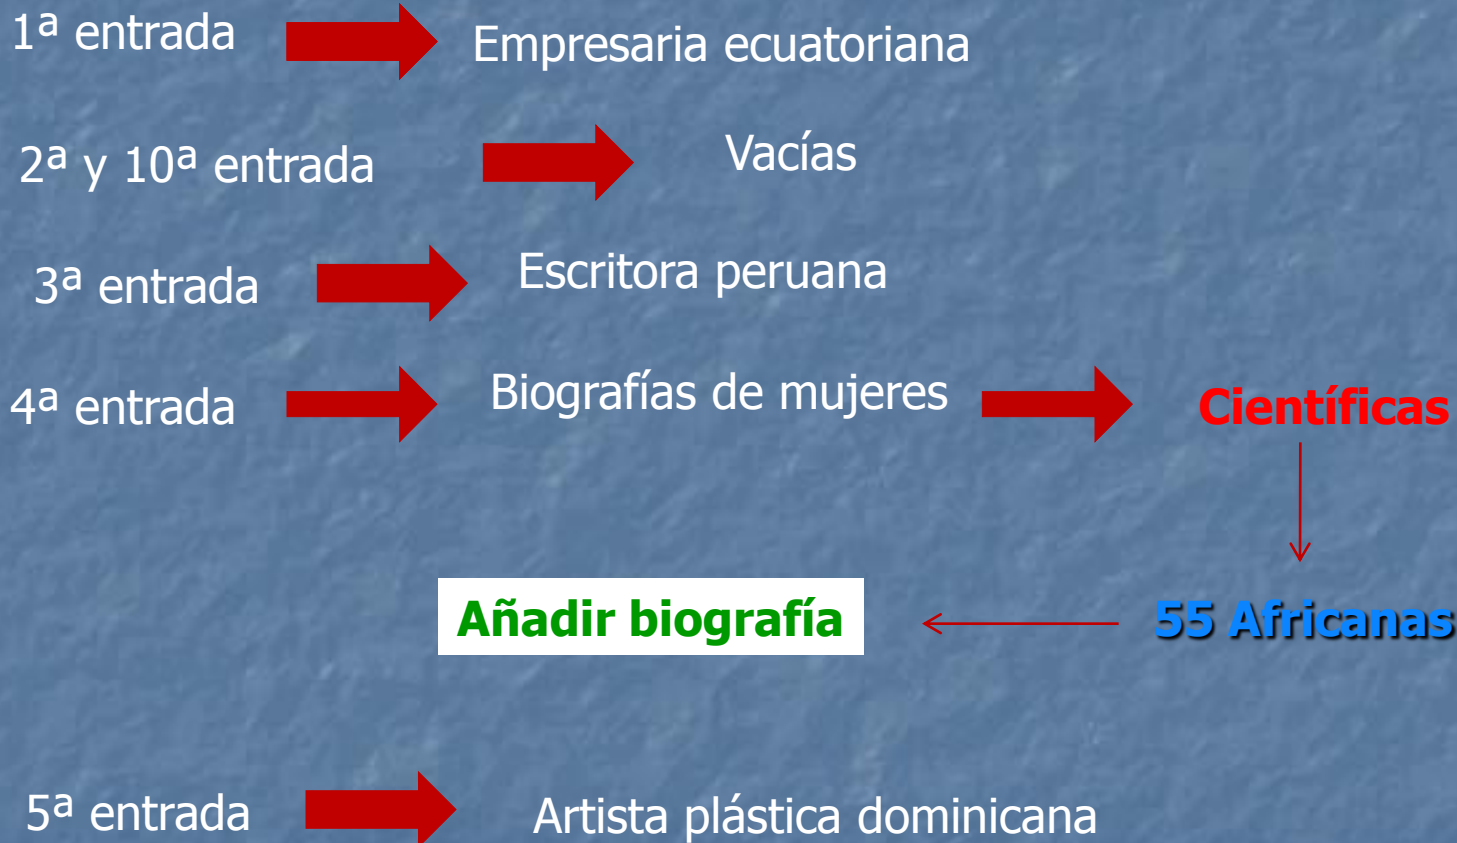 1ª entrada Empresaria ecuatoriana
2ª y 10ª entrada Vacías
3ª entrada Escritora peruana
4ª entrada Biografías de mujeres Científicas
Añadir biografía 55 Africanas
5ª entrada Artista plástica dominicana